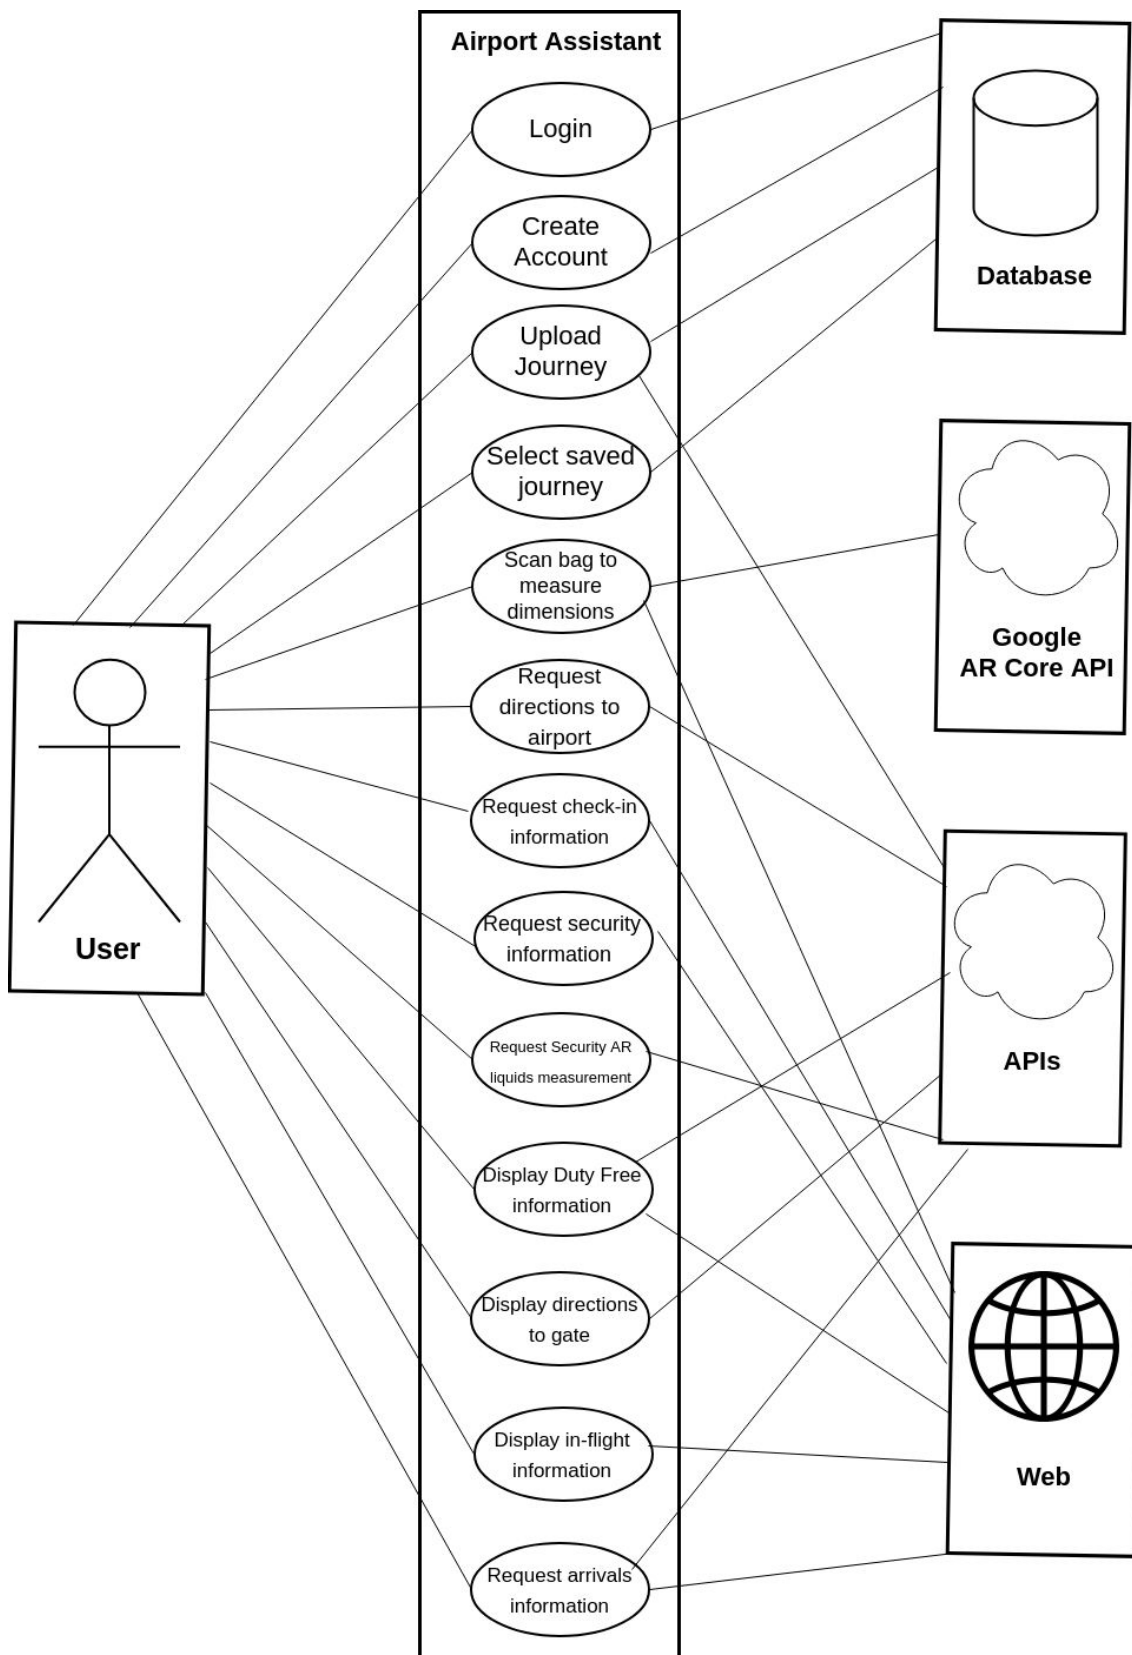 Airport Assistant
Login
Create
Account
Upload
Journey
Select saved
journey
Scan bag to
measure
dimensions
Request
directions to
airport
Request check-in
information
Request security
information
Request Security AR
liquids measurement
Display Duty Free
information
Display directions
to gate
Display in-flight
information
Request arrivals
information
User
Database
Google
AR Core API
APIs
Web